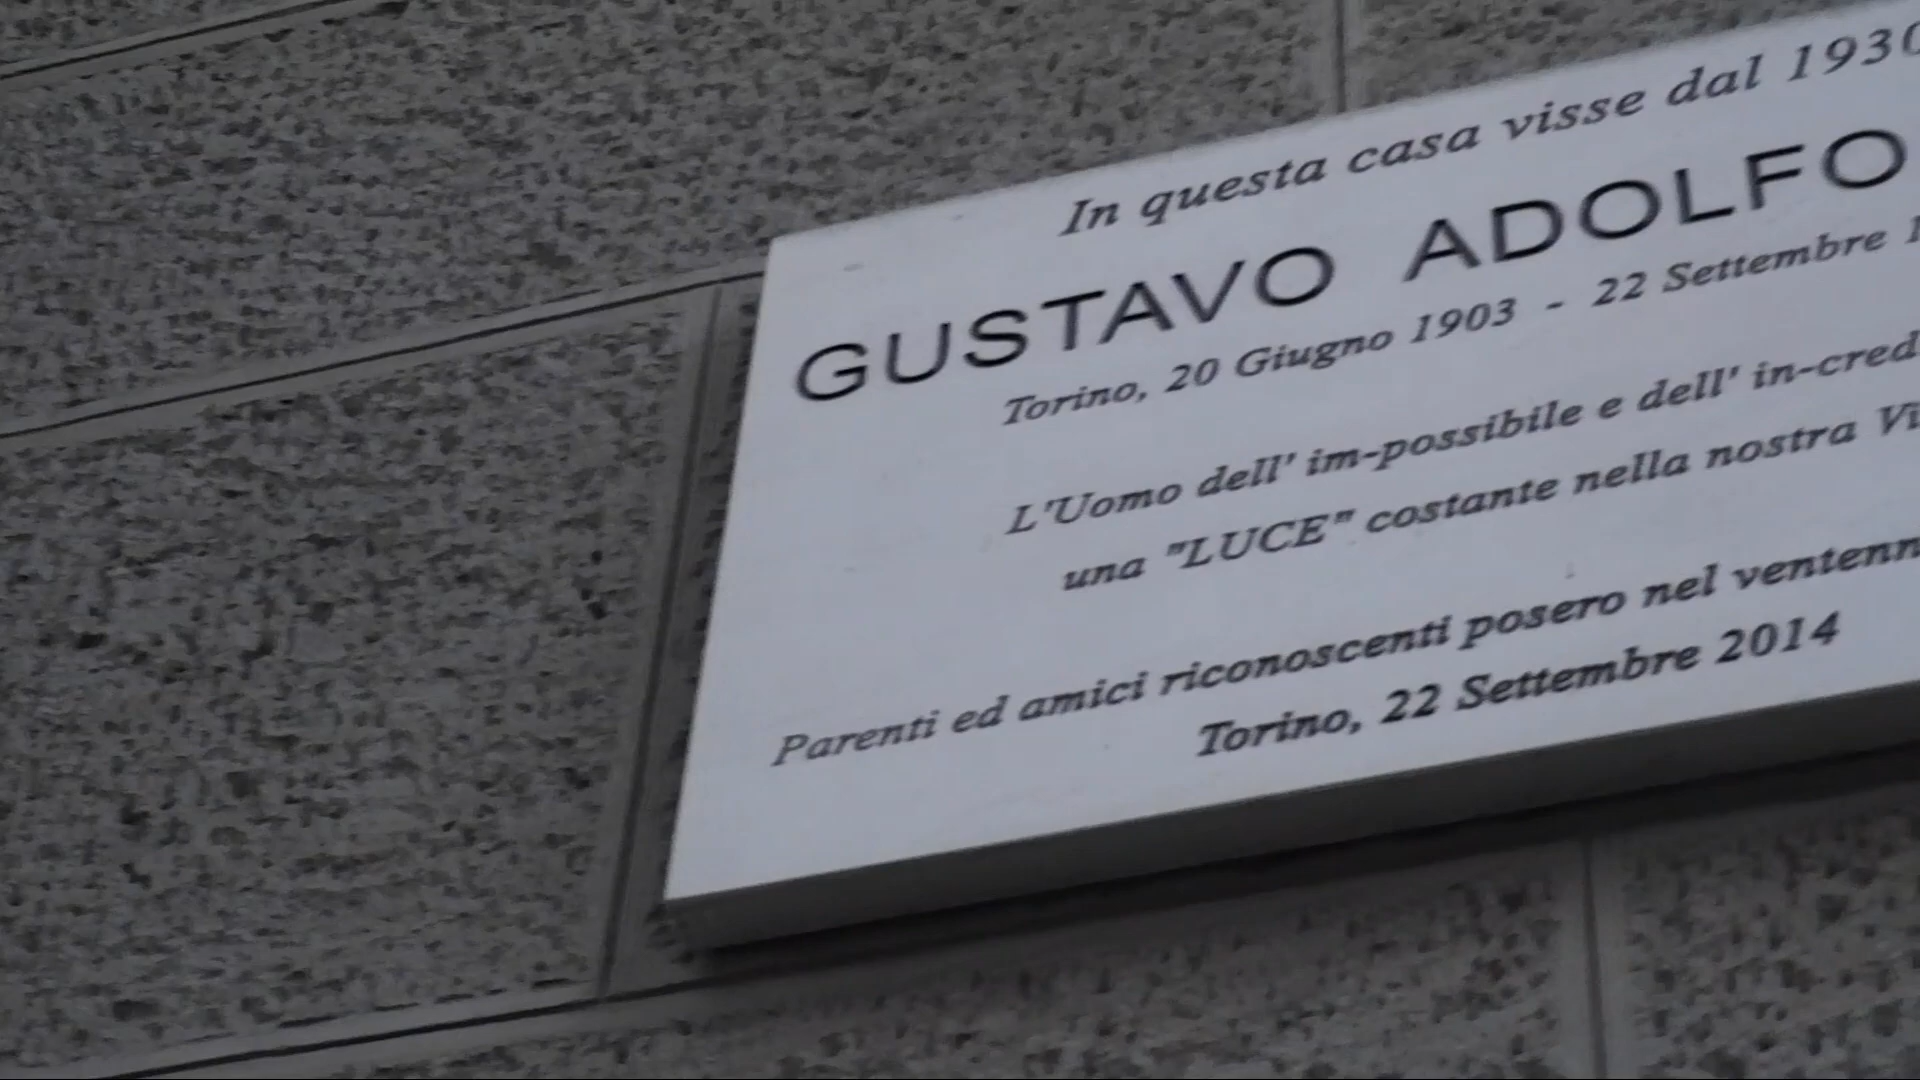 In questa casa visse dal 1930
GUSTAVO ADOLFO
Torino, 20 Giugno 1903 - 22 Settembre
L'Uomo dell' im-possibile e dell'
una "LUCE" costante nella nostra
Parenti ed amici riconoscenti posero nel
Torino, 22 Settembre 2014